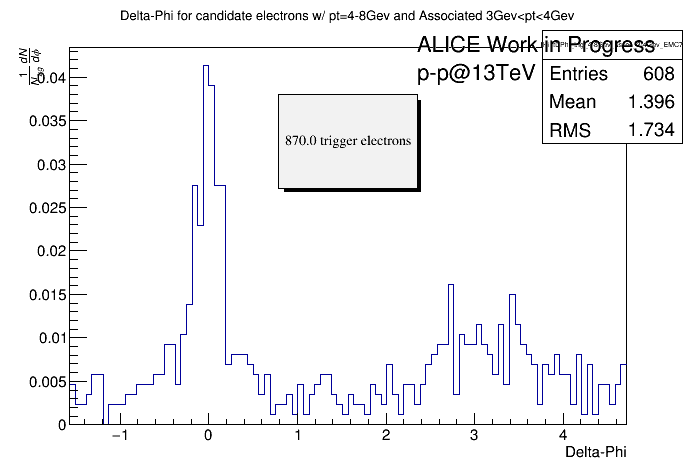 Delta-Phi for candidate electrons w/ pt=4-8Gev and Associated 3Gev<pt<4Gev
ALICE Work in Progress
p-p@13TeV
Entries 608
Mean 1.396
RMS 1.734
870.0 trigger electrons
0.04
0.035
0.03
0.025
0.02
0.015
0.01
0.005
0
−1 0 1 2 3 4
Delta-Phi